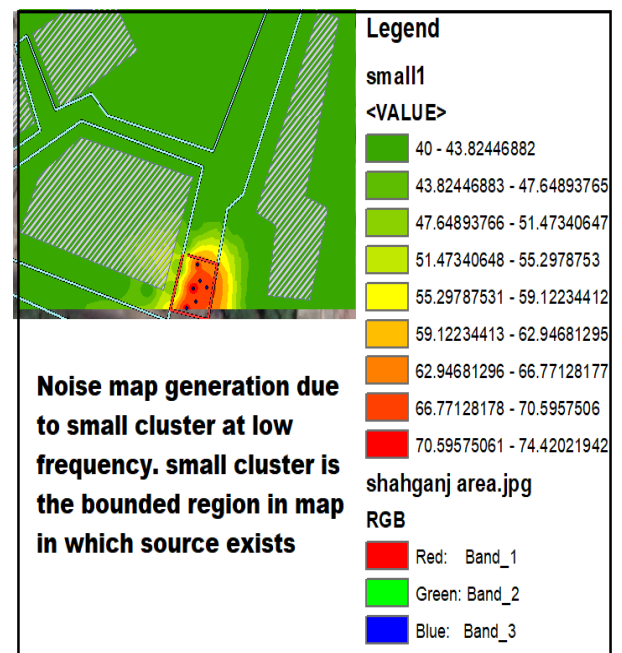 Legend
small1
<VALUE>
40 - 43.82446882
43.82446883 - 47.64893765
47.64893766 - 51.47340647
51.47340648 - 55.2978753
55.29787531 - 59.12234412
59.12234413 - 62.94681295
62.94681296 - 66.77128177
66.77128178 - 70.5957506
70.59575061 - 74.42021942
shahganj area.jpg
RGB
Red: Band_1
Green: Band_2
Blue: Band_3
Noise map generation due
to small cluster at low
frequency. small cluster is
the bounded region in map
in which source exists